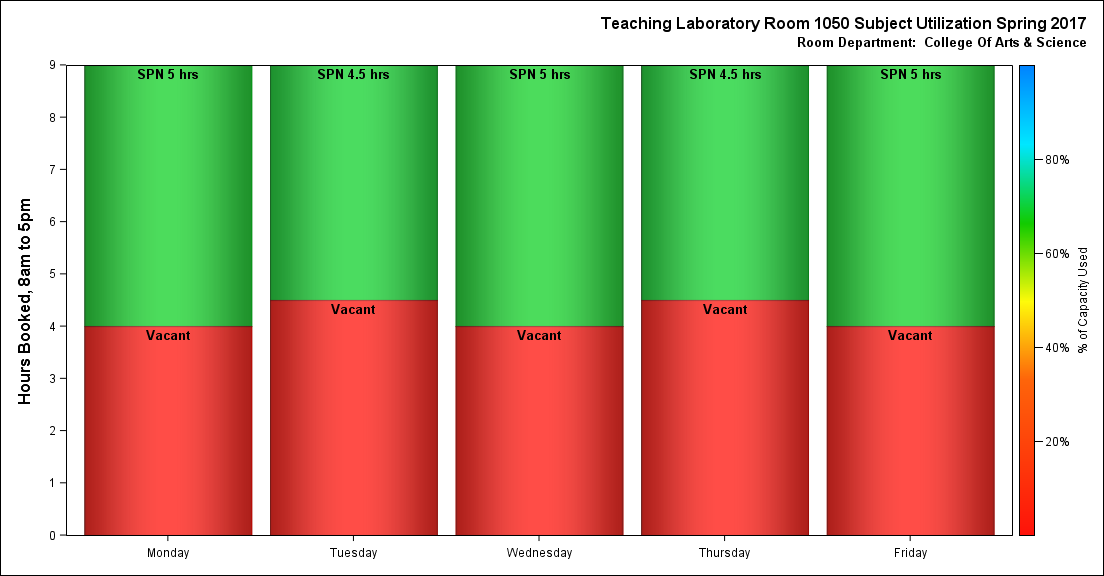 Teaching Laboratory Room 1050 Subject Utilization Spring 2017
Room Department:  College Of Arts & Science
Hours Booked, 8am to 5pm
9
8
7
6
5
4
3
2
1
0
SPN 5 hrs
SPN 4.5 hrs
SPN 5 hrs
SPN 4.5 hrs
SPN 5 hrs
Vacant
Vacant
Vacant
Vacant
Vacant
Monday
Tuesday
Wednesday
Thursday
Friday
80%
60%
40%
20%
% of Capacity Used